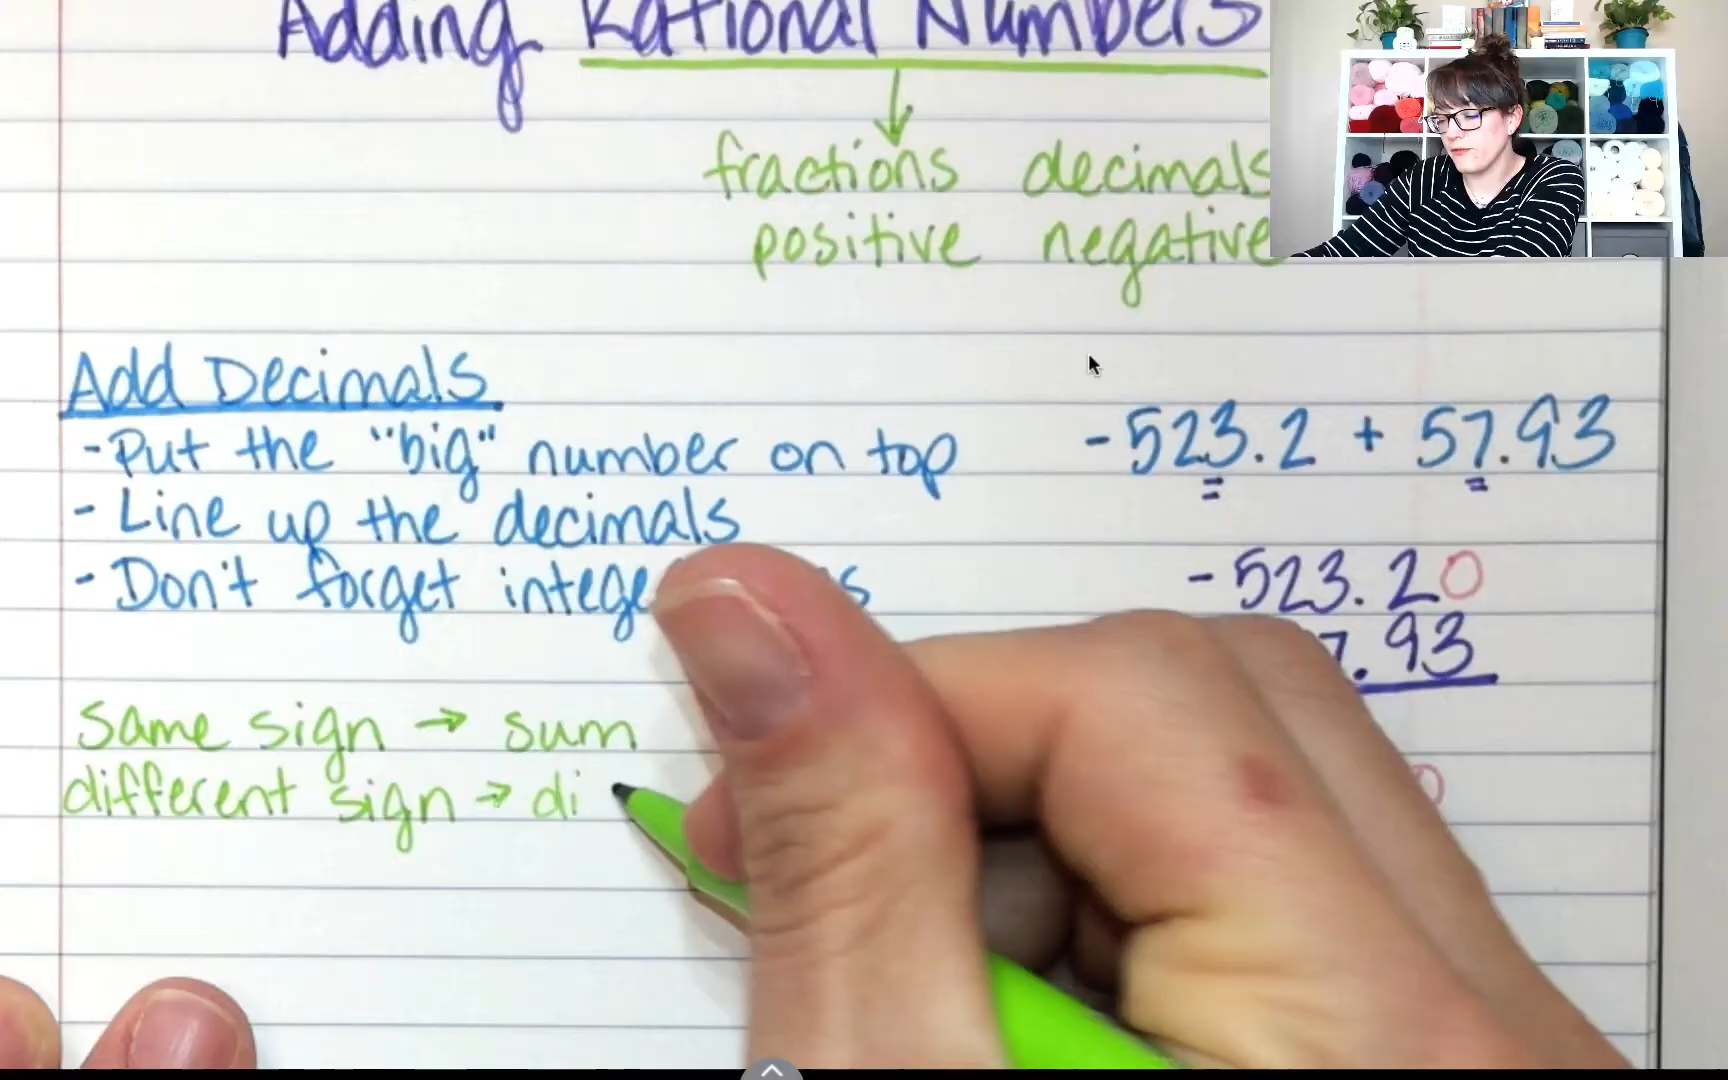 Adding Rational Numbers
fractions decimals
positive negative
Add Decimals
- Put the "big" number on top
- Line up the decimals
- Don't forget
Same sign → sum
different sign → di
- 523.2 + 57.93
- 523.20
7.93